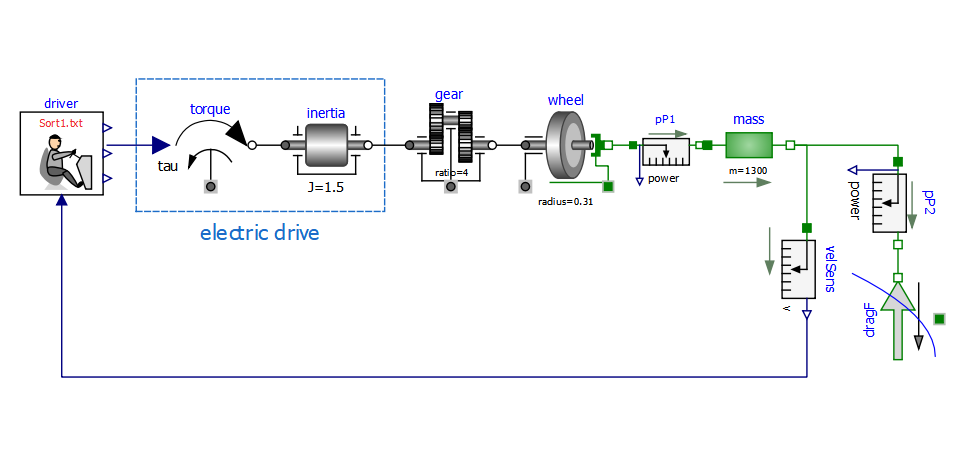 driver
Sort1.txt
torque
tau
inertia
J=1.5
electric drive
gear
ratio=4
wheel
radius=0.31
pP1
power
mass
m=1300
power
pP2
velSens
v
dragF